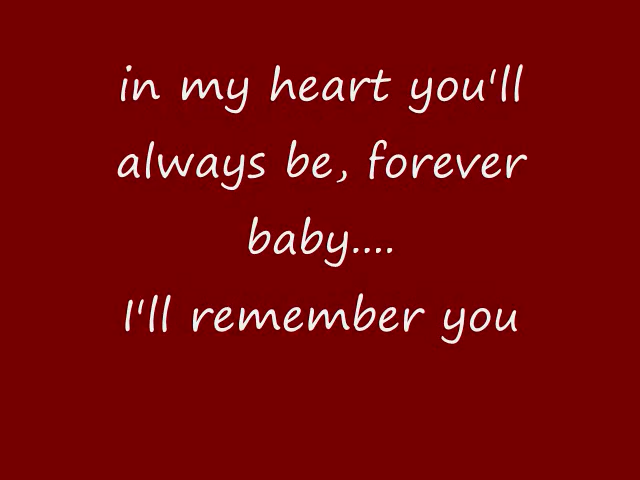 in my heart you'll
always be, forever
baby....
I'll remember you